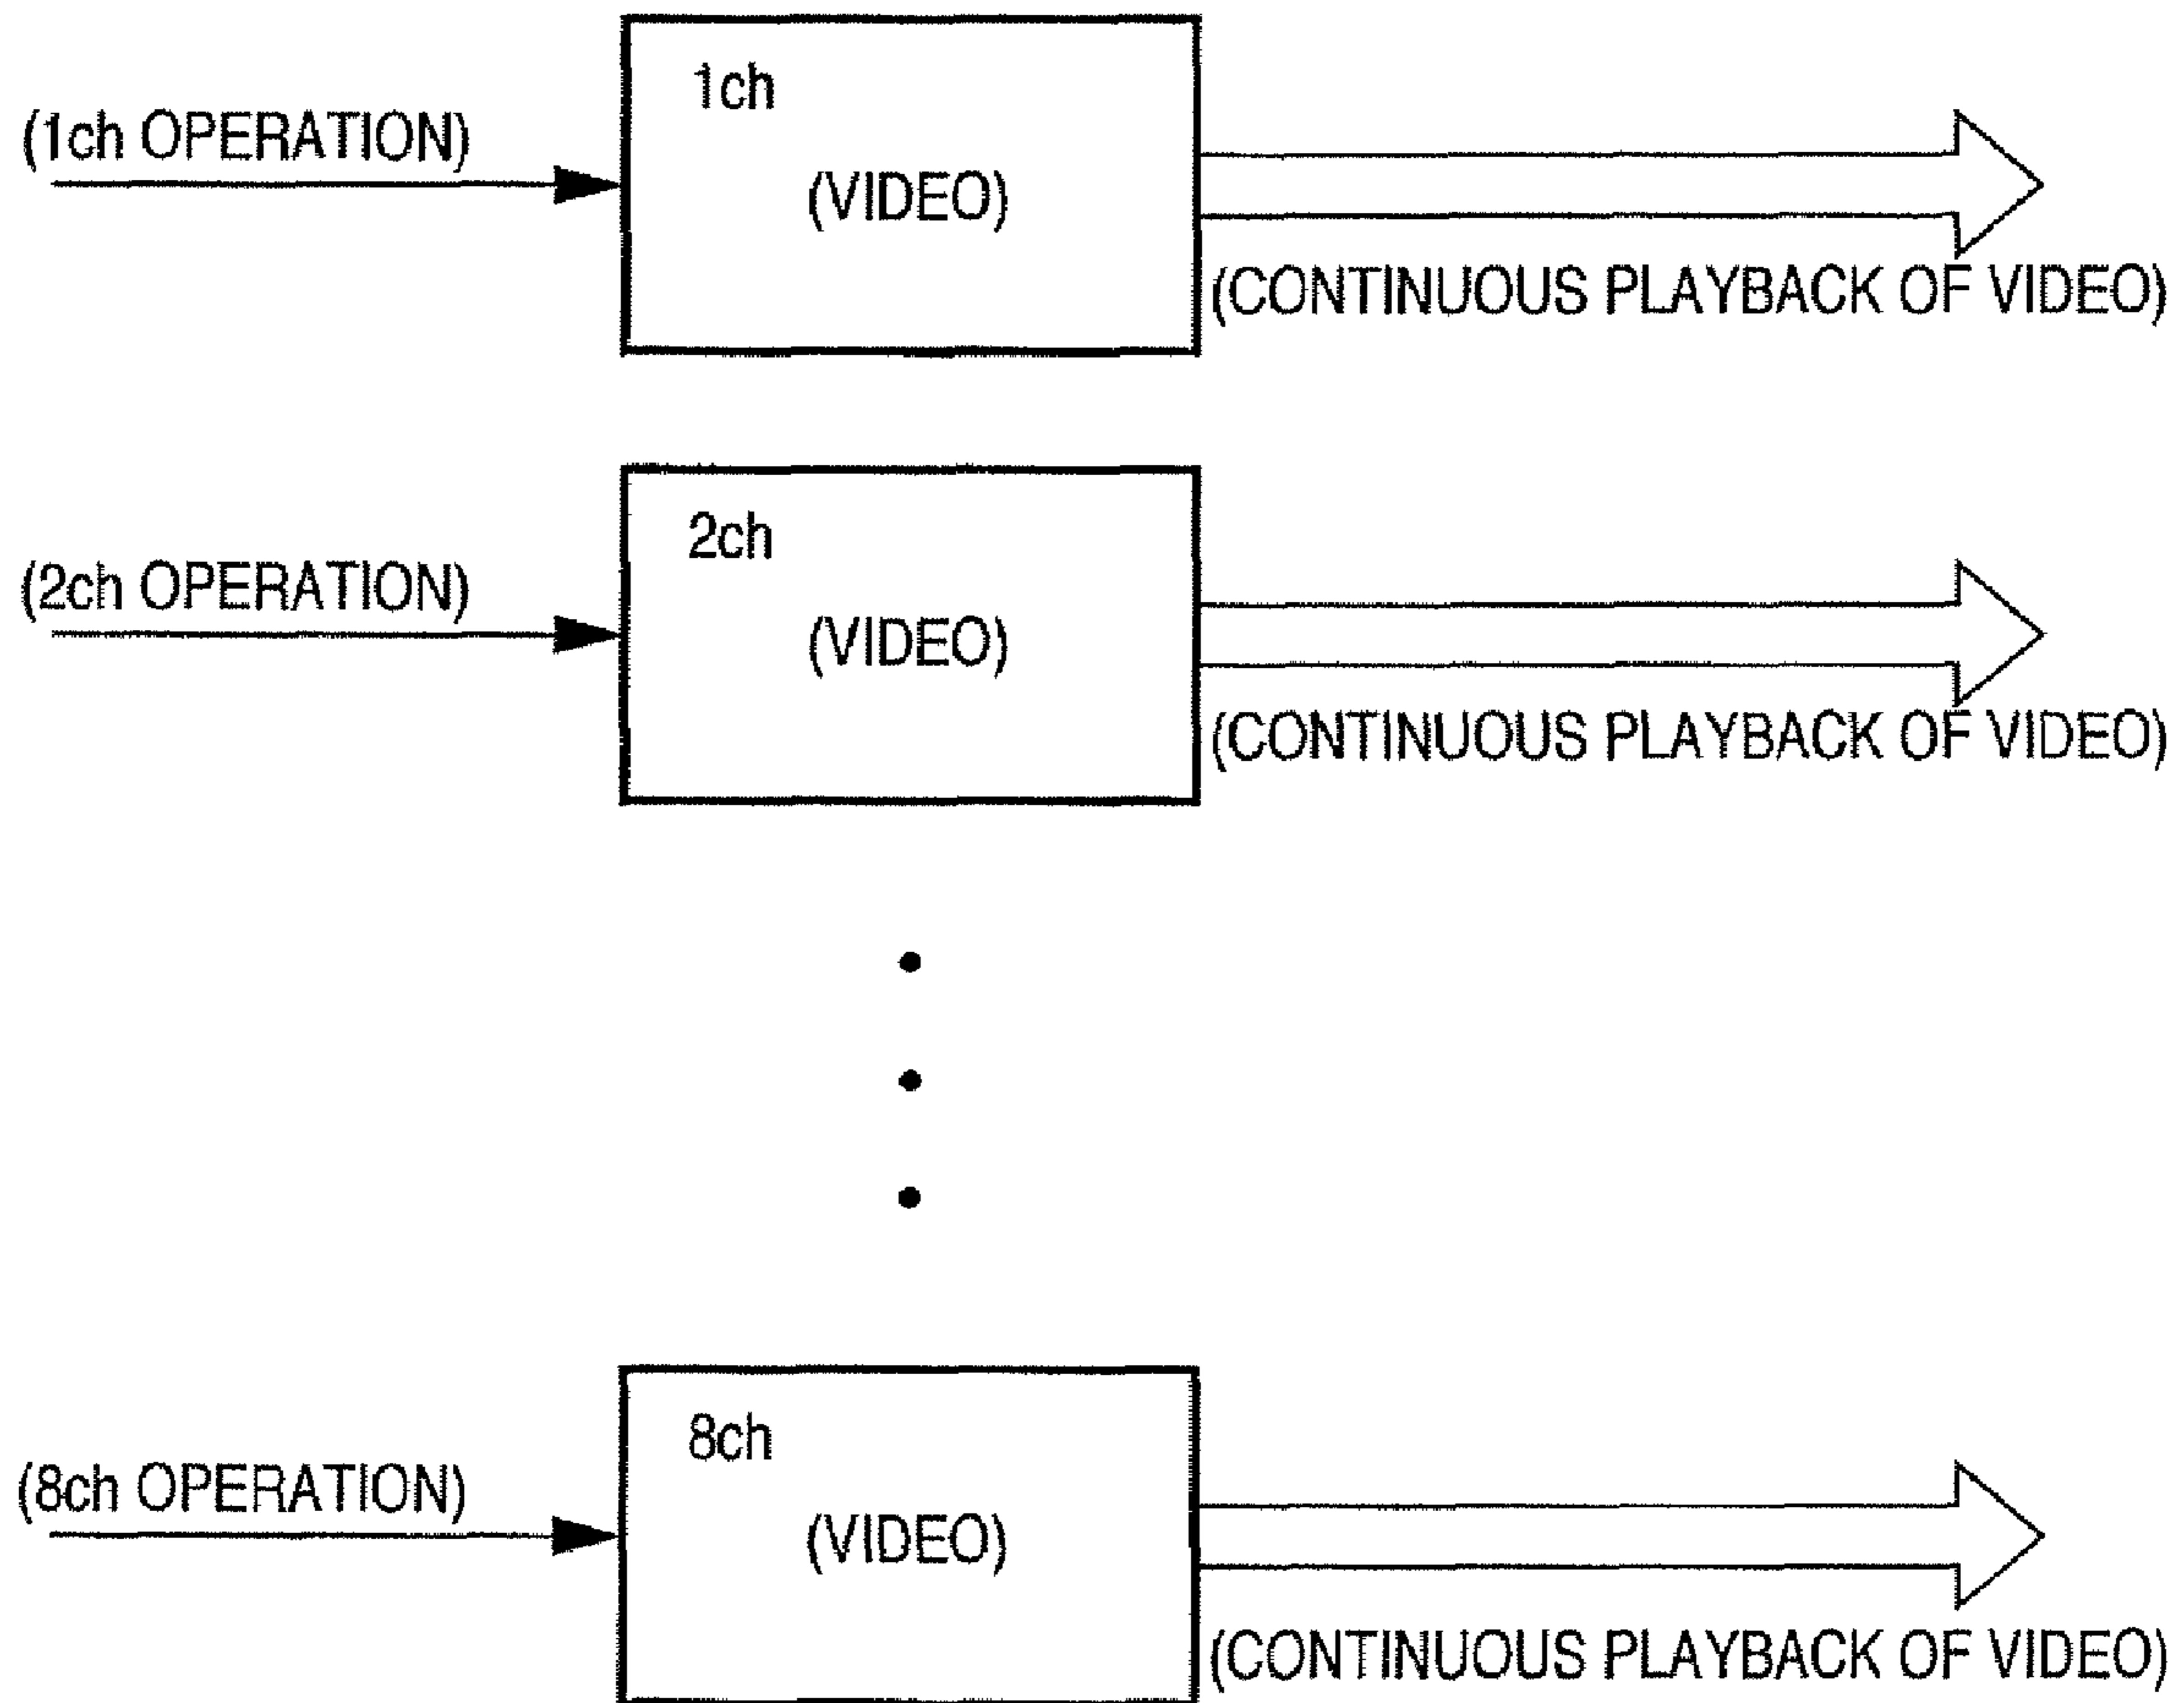 1ch
(1ch OPERATION)
(VIDEO)
(CONTINUOUS PLAYBACK OF VIDEO)
2ch
(2ch OPERATION)
(VIDEO)
(CONTINUOUS PLAYBACK OF VIDEO)
8ch
(8ch OPERATION)
(VIDEO)
(CONTINUOUS PLAYBACK OF VIDEO)